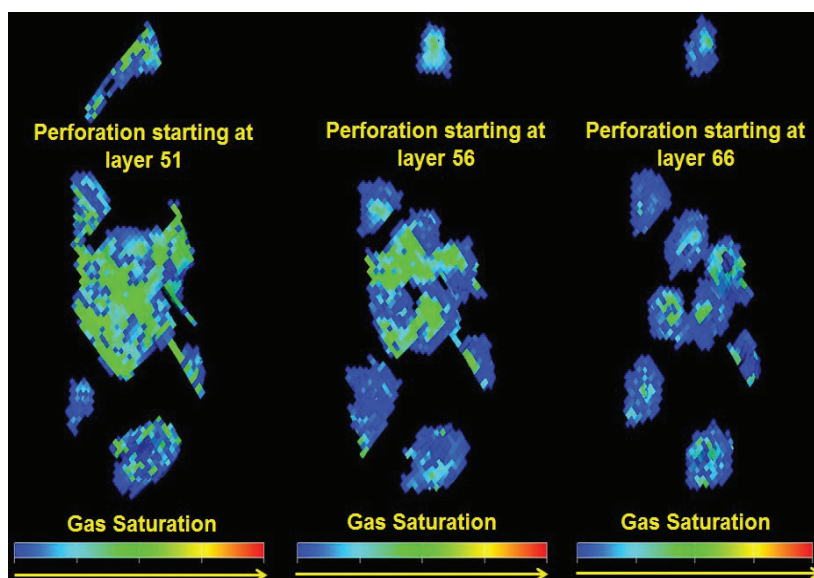 Perforation starting at
layer 51
Perforation starting at
layer 56
Perforation starting at
layer 66
Gas Saturation
Gas Saturation
Gas Saturation